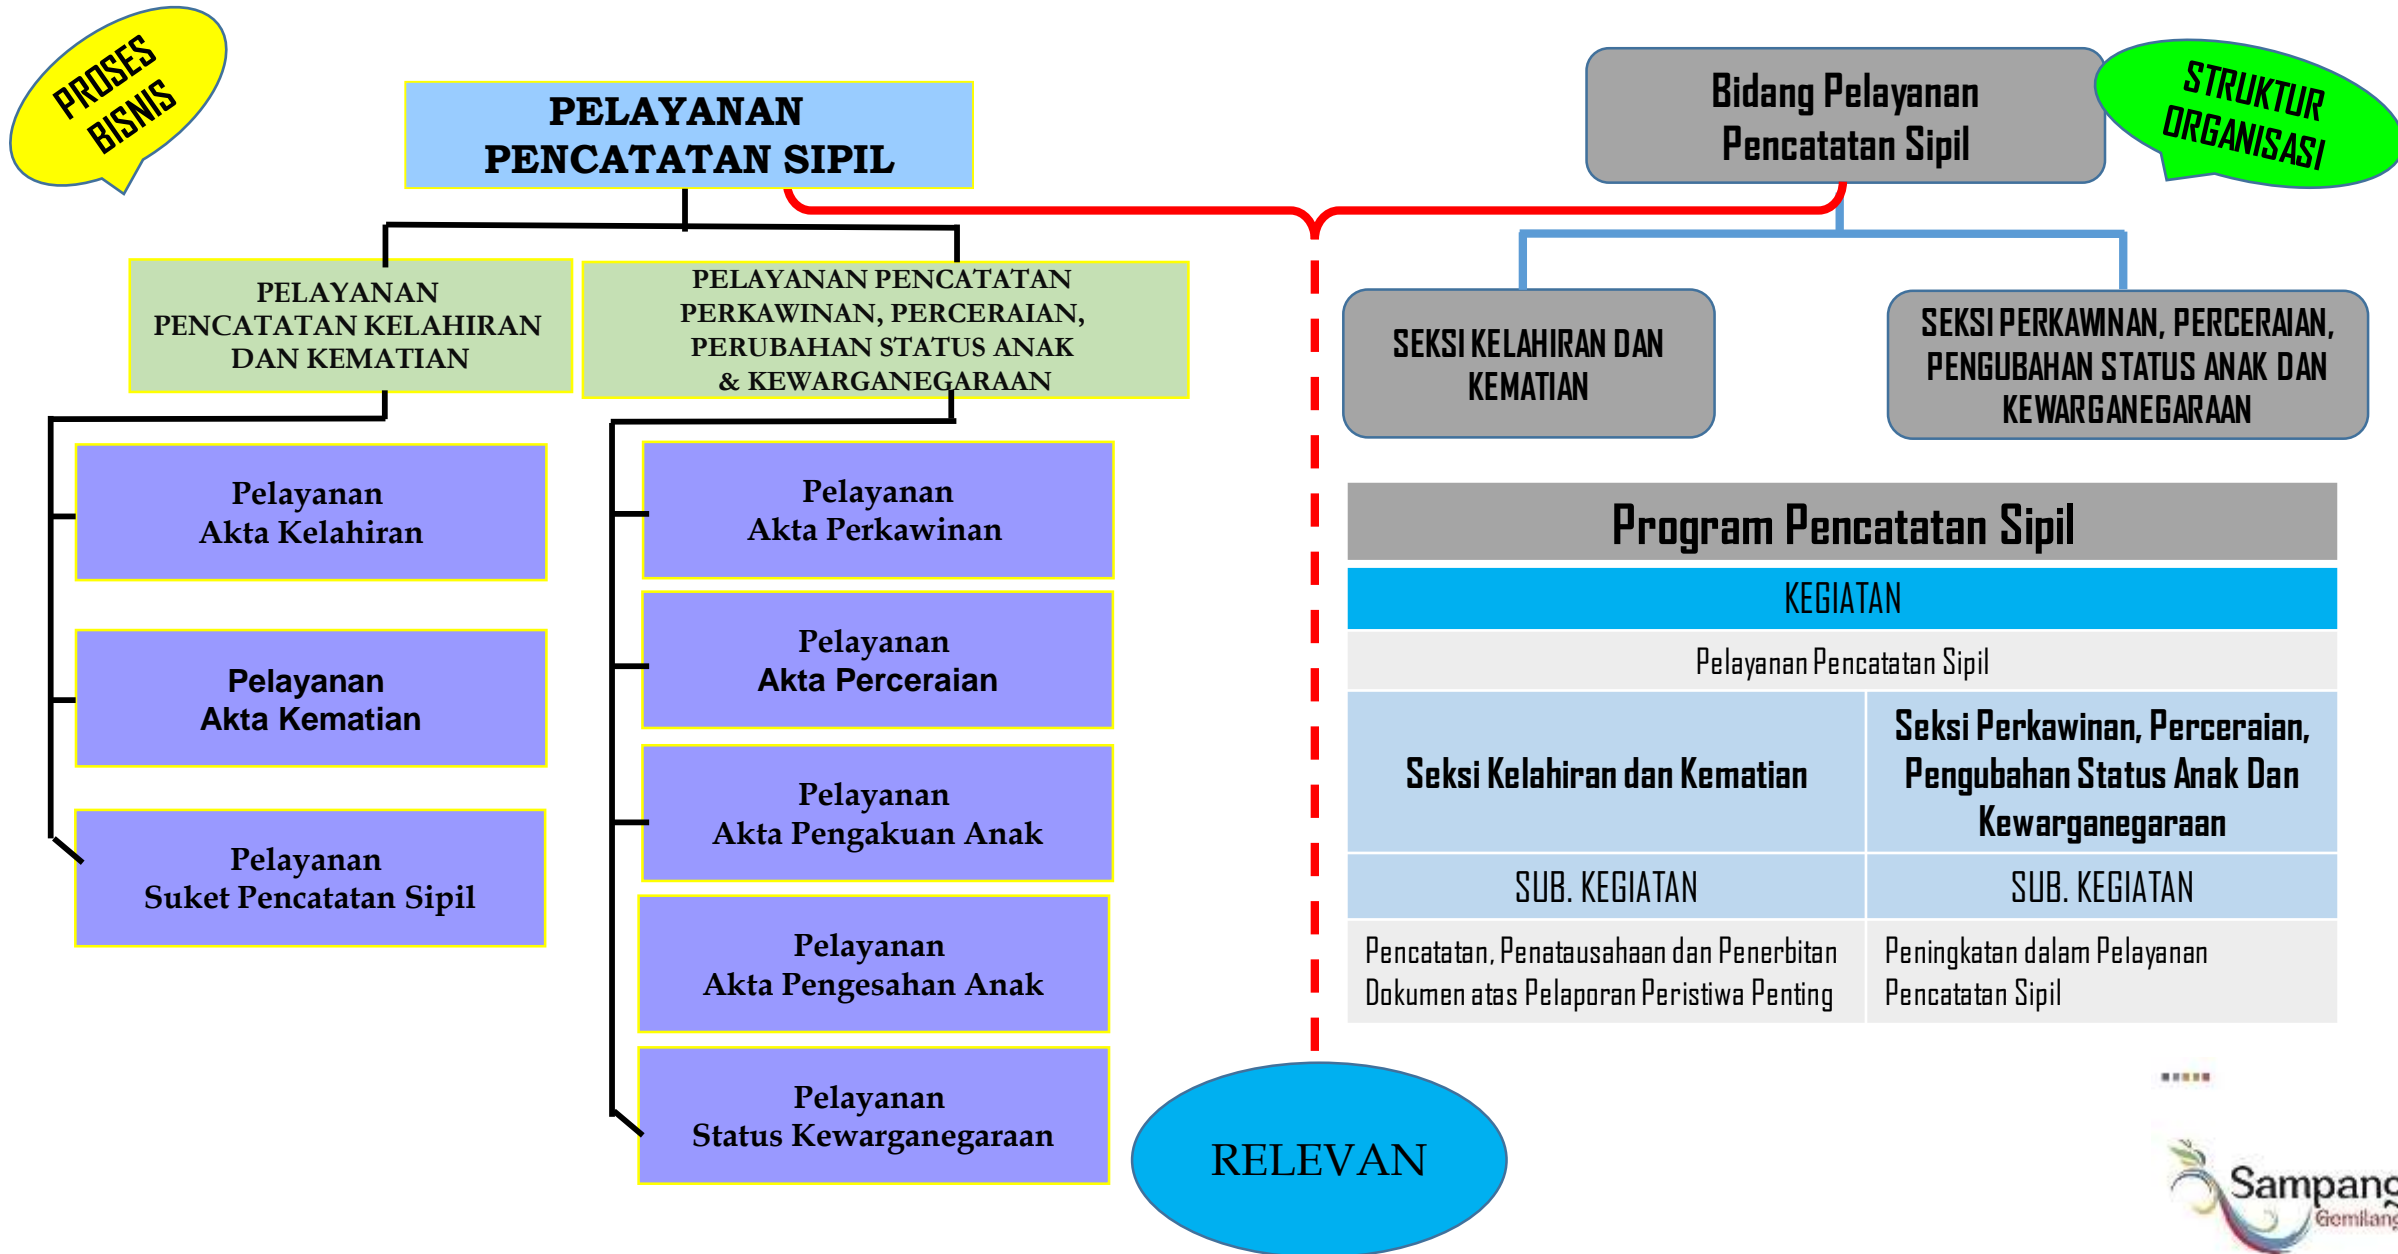 PROSES
BISNIS
PELAYANAN
PENCATATAN SIPIL
PELAYANAN
PENCATATAN KELAHIRAN
DAN KEMATIAN
PELAYANAN PENCATATAN
PERKAWINAN, PERCERAIAN,
PERUBAHAN STATUS ANAK
& KEWARGANEGARAAN
Pelayanan
Akta Kelahiran
Pelayanan
Akta Kematian
Pelayanan
Suket Pencatatan Sipil
Pelayanan
Akta Perkawinan
Pelayanan
Akta Perceraian
Pelayanan
Akta Pengakuan Anak
Pelayanan
Akta Pengesahan Anak
Pelayanan
Status Kewarganegaraan
RELEVAN
Bidang Pelayanan
Pencatatan Sipil
STRUKTUR
ORGANISASI
SEKSI KELAHIRAN DAN
KEMATIAN
SEKSI PERKAWINAN, PERCERAIAN,
PENGUBAHAN STATUS ANAK DAN
KEWARGANEGARAAN
Program Pencatatan Sipil
KEGIATAN
Pelayanan Pencatatan Sipil
Seksi Kelahiran dan Kematian
Seksi Perkawinan, Perceraian,
Pengubahan Status Anak Dan
Kewarganegaraan
SUB. KEGIATAN
SUB. KEGIATAN
Pencatatan, Penatausahaan dan Penerbitan
Dokumen atas Pelaporan Peristiwa Penting
Peningkatan dalam Pelayanan
Pencatatan Sipil
Sampang
Gemilang